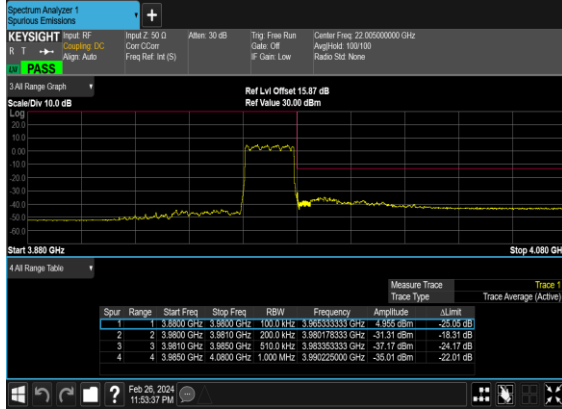 Spectrum Analyzer 1
Spurious Emissions
KEYSIGHT Input: RF Input Z: 50 Ω Atten: 30 dB Trig: Free Run Center Freq: 22.005000000 GHz
R T Coupling: DC Corr CCorr Gate: Off Avg|Hold: 100/100
Align: Auto Freq Ref: Int (S) IF Gain: Low Radio Std: None
PASS
3 All Range Graph
Ref Lvl Offset 15.87 dB
Scale/Div 10.0 dB Ref Value 30.00 dBm
Log
20.0
10.0
0.00
-10.0
-20.0
-30.0
-40.0
-50.0
-60.0
Start 3.880 GHz Stop 4.080 GH
4 All Range Table
Measure Trace Trace 1
Trace Type Trace Average (Active)
Spur Range Start Freq Stop Freq RBW Frequency Amplitude ΔLimit
1 1 3.8800 GHz 3.9800 GHz 100.0 kHz 3.965333333 GHz 4.955 dBm -25.05 dB
2 2 3.9800 GHz 3.9810 GHz 200.0 kHz 3.980178333 GHz -31.31 dBm -18.31 dB
3 3 3.9810 GHz 3.9850 GHz 510.0 kHz 3.983353333 GHz -37.17 dBm -24.17 dB
4 4 3.9850 GHz 4.0800 GHz 1.000 MHz 3.990225000 GHz -35.01 dBm -22.01 dB
Feb 26, 2024
11:53:37 PM